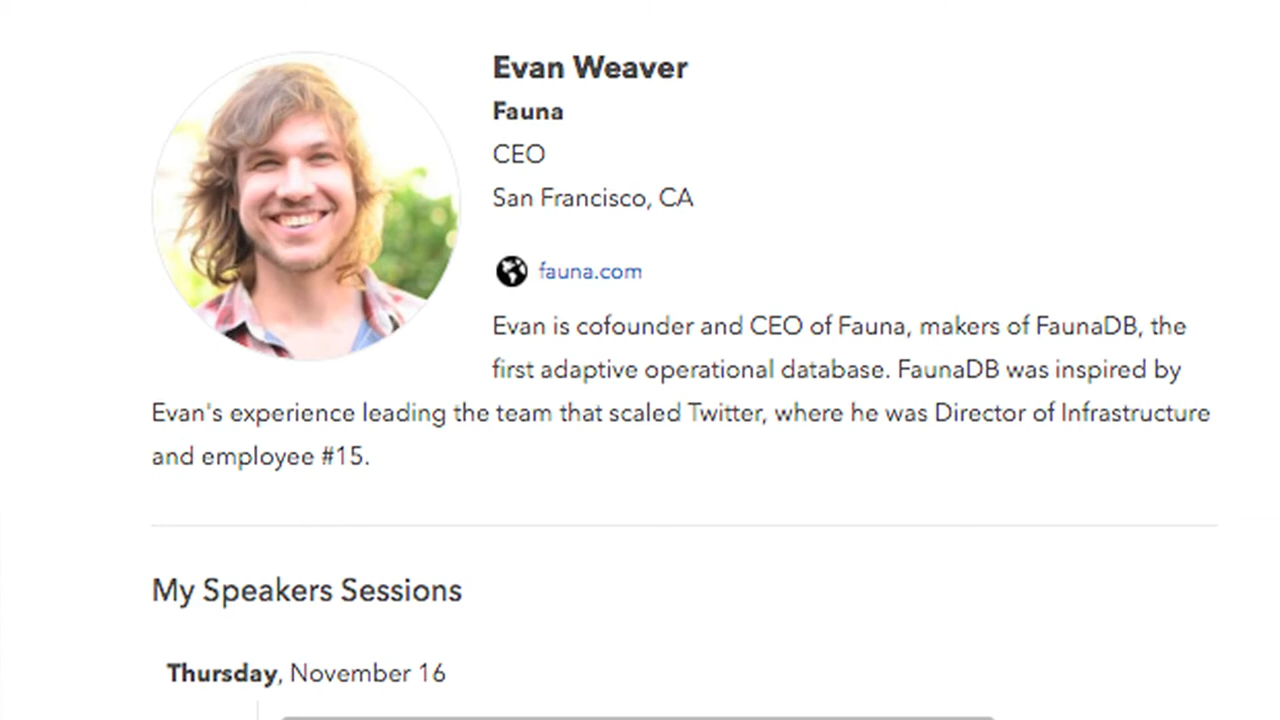 Evan Weaver
Fauna
CEO
San Francisco, CA
fauna.com
Evan is cofounder and CEO of Fauna, makers of FaunaDB, the
first adaptive operational database. FaunaDB was inspired by
Evan's experience leading the team that scaled Twitter, where he was Director of Infrastructure
and employee #15.
My Speakers Sessions
Thursday, November 16